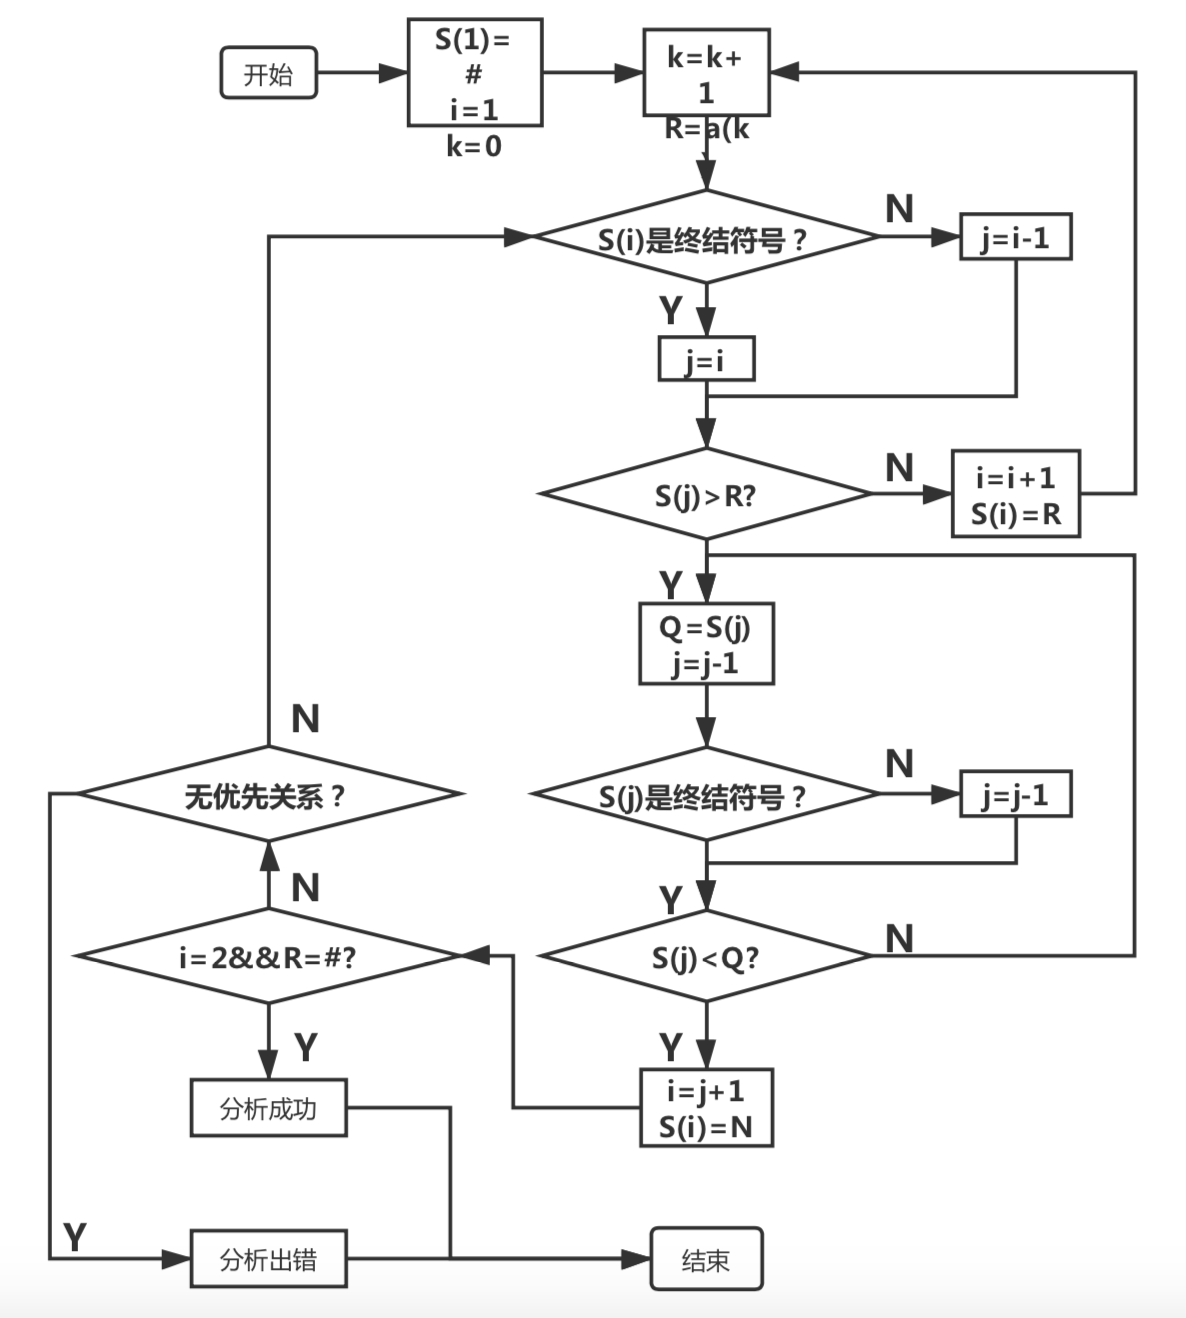 开始
S(1)=
#
i=1
k=0
k=k+
1
R=a(k
S(i)是终结符号？
N
j=i-1
Y
j=i
S(j)>R?
N
i=i+1
S(i)=R
Y
Q=S(j)
j=j-1
S(j)是终结符号？
N
j=j-1
Y
S(j)<Q?
N
Y
i=j+1
S(i)=N
i=2&&R=#?
N
无优先关系？
N
Y
分析成功
Y
分析出错
结束